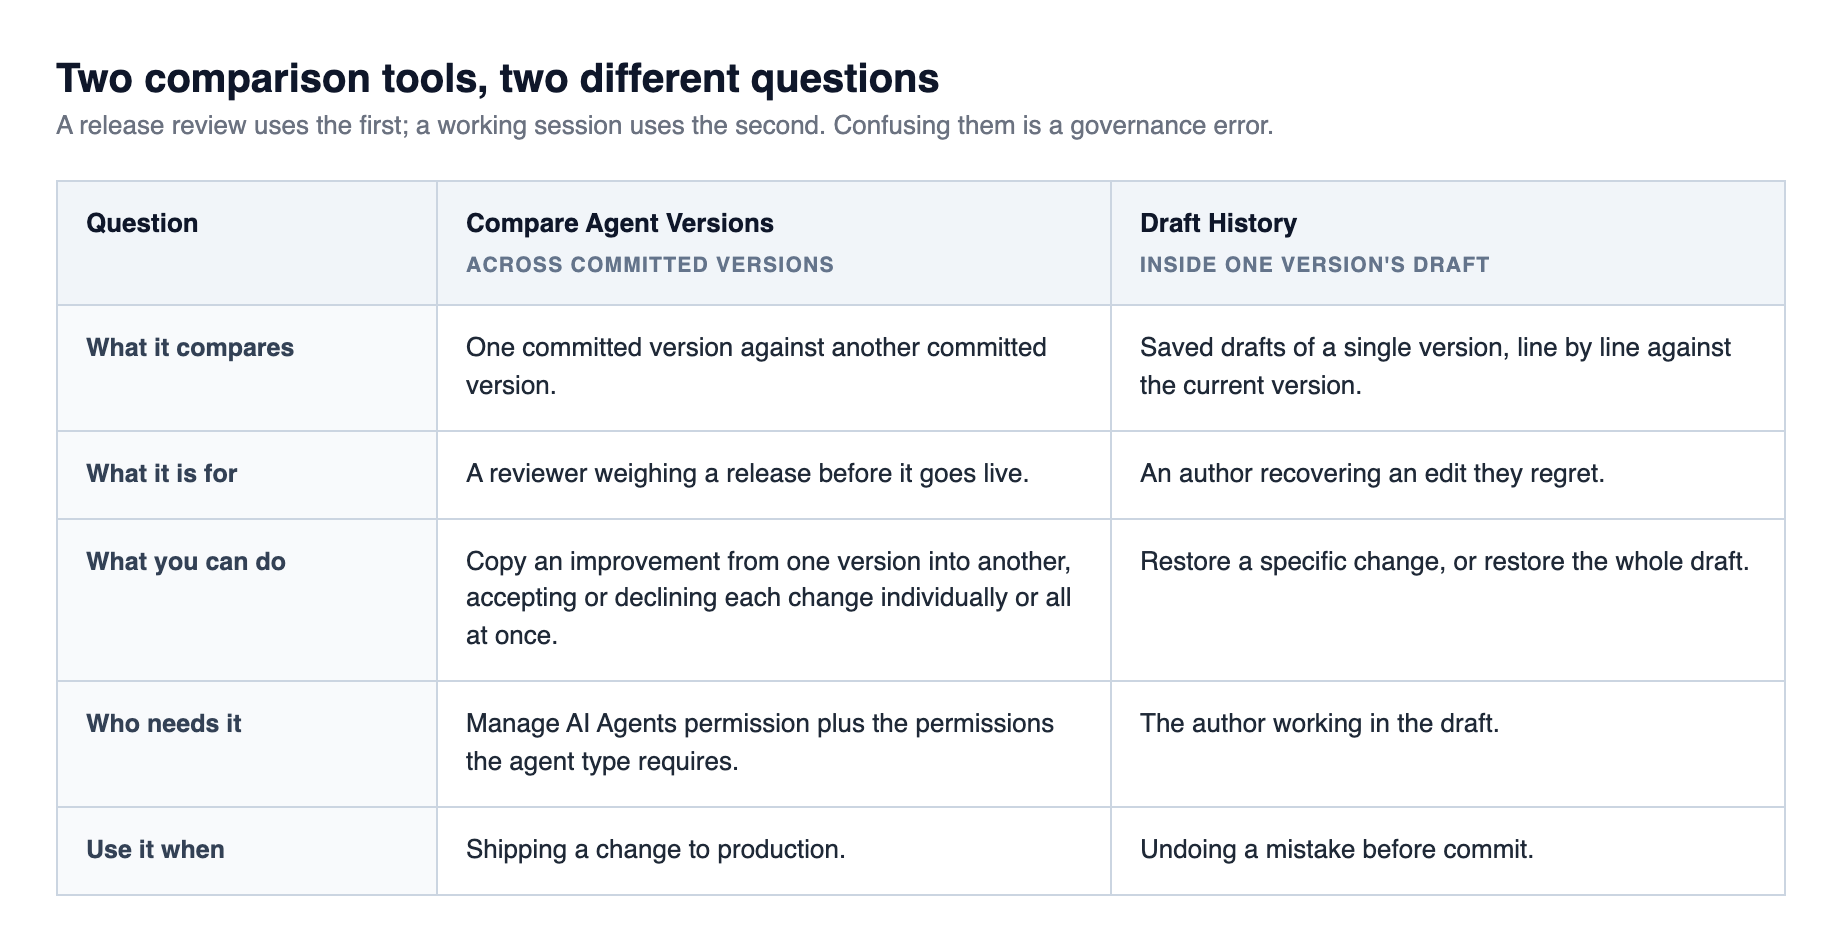 Two comparison tools, two different questions
A release review uses the first; a working session uses the second. Confusing them is a governance error.
Question
Compare Agent Versions
ACROSS COMMITTED VERSIONS
Draft History
INSIDE ONE VERSION'S DRAFT
What it compares
One committed version against another committed
version.
Saved drafts of a single version, line by line against
the current version.
What it is for
A reviewer weighing a release before it goes live.
An author recovering an edit they regret.
What you can do
Copy an improvement from one version into another,
accepting or declining each change individually or all
at once.
Restore a specific change, or restore the whole draft.
Who needs it
Manage AI Agents permission plus the permissions
the agent type requires.
The author working in the draft.
Use it when
Shipping a change to production.
Undoing a mistake before commit.